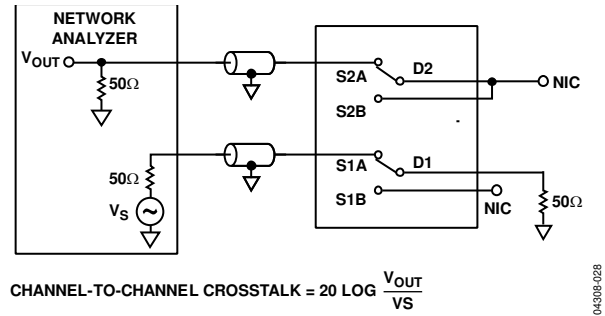 NETWORK
ANALYZER
VOUT
50Ω
S2A
D2
NIC
S2B
50Ω
VS
S1A
D1
S1B
NIC
50Ω
CHANNEL-TO-CHANNEL CROSSTALK = 20 LOG VOUT / VS
04308-028